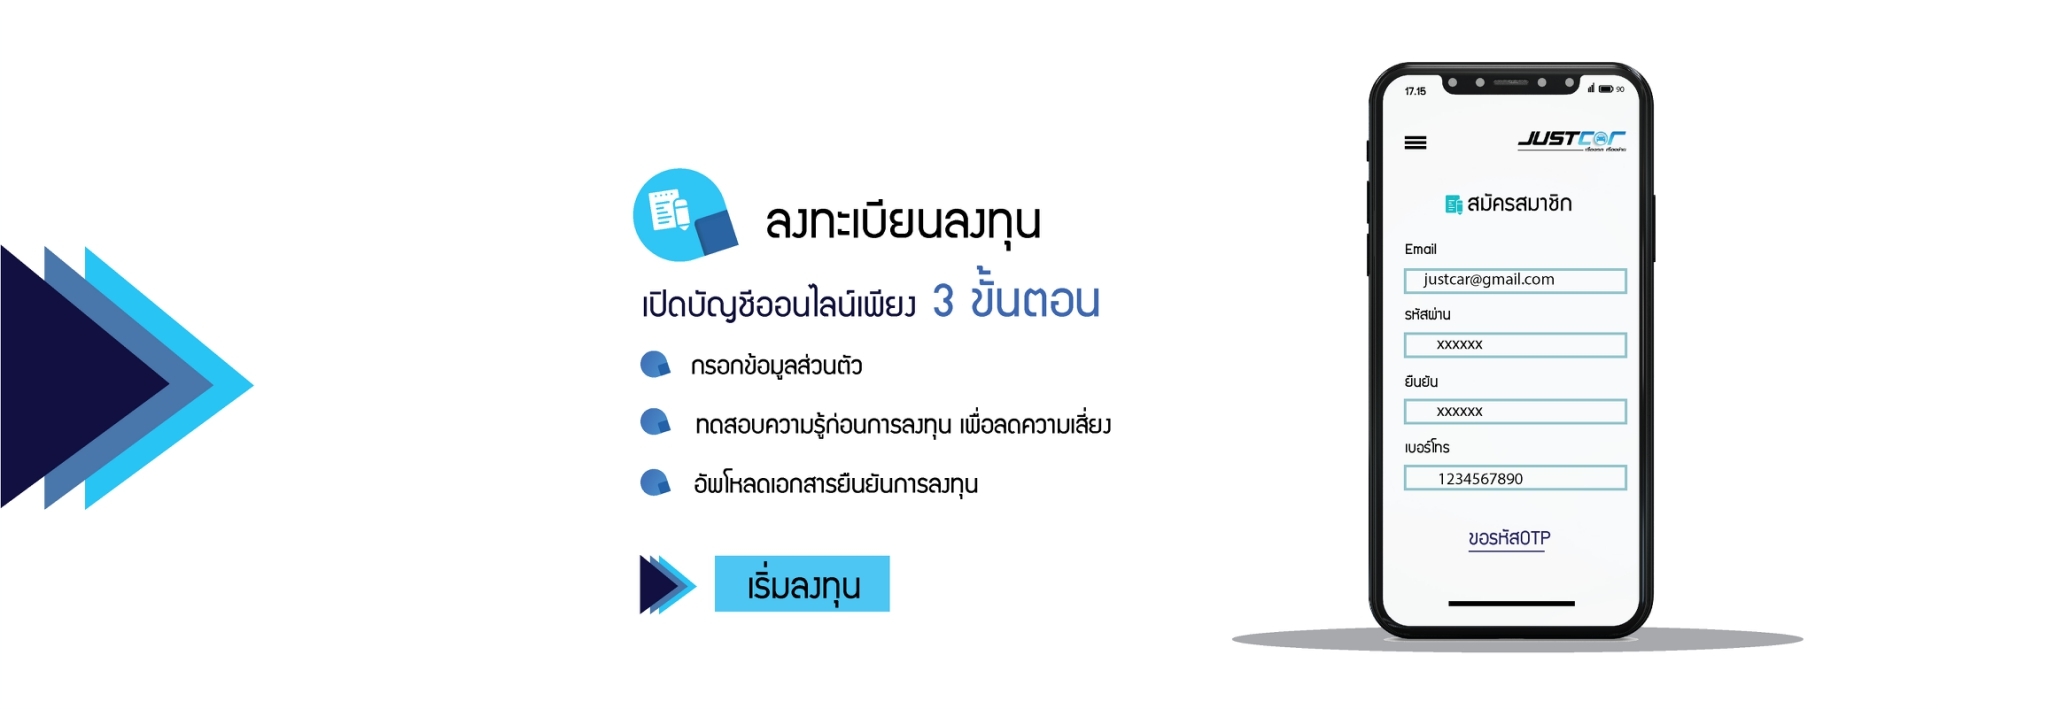 ลงทะเบียนลงทุน
เปิดบัญชีออนไลน์เพียง 3 ขั้นตอน
กรอกข้อมูลส่วนตัว
ทดสอบความรู้ก่อนการลงทุน เพื่อลดความเสี่ยง
อัพโหลดเอกสารยืนยันการลงทุน
เริ่มลงทุน
17.15 90
JUSTCAR
สมัครสมาชิก
Email
justcar@gmail.com
รหัสผ่าน
xxxxxx
ยืนยัน
xxxxxx
เบอร์โทร
1234567890
ขอรหัสOTP